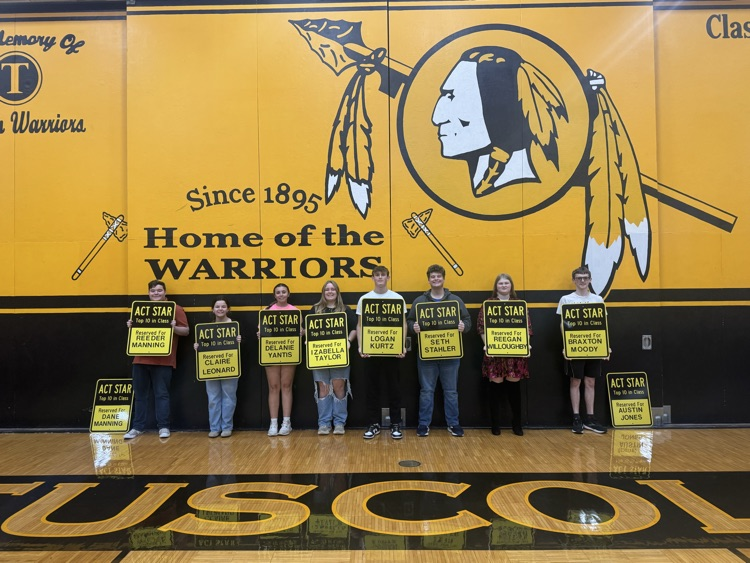 Memory Of
T
Warriors
Clas
Since 1895
Home of the
WARRIORS
ACT STAR
Top 10 in Class
Reserved For
REEDER
MANNING
ACT STAR
Top 10 in Class
Reserved For
CLAIRE
LEONARD
ACT STAR
Top 10 in Class
Reserved For
DELANIE
YANTIS
ACT STAR
Top 10 in Class
Reserved For
IZABELLA
TAYLOR
ACT STAR
Top 10 in Class
Reserved For
LOGAN
KURTZ
ACT STAR
Top 10 in Class
Reserved For
SETH
STAHLER
ACT STAR
Top 10 in Class
Reserved For
REEGAN
WILLOUGHBY
ACT STAR
Top 10 in Class
Reserved For
BRAXTON
MOODY
ACT STAR
Top 10 in Class
Reserved For
DANE
MANNING
ACT STAR
Top 10 in Class
Reserved For
AUSTIN
JONES
TUSCOL